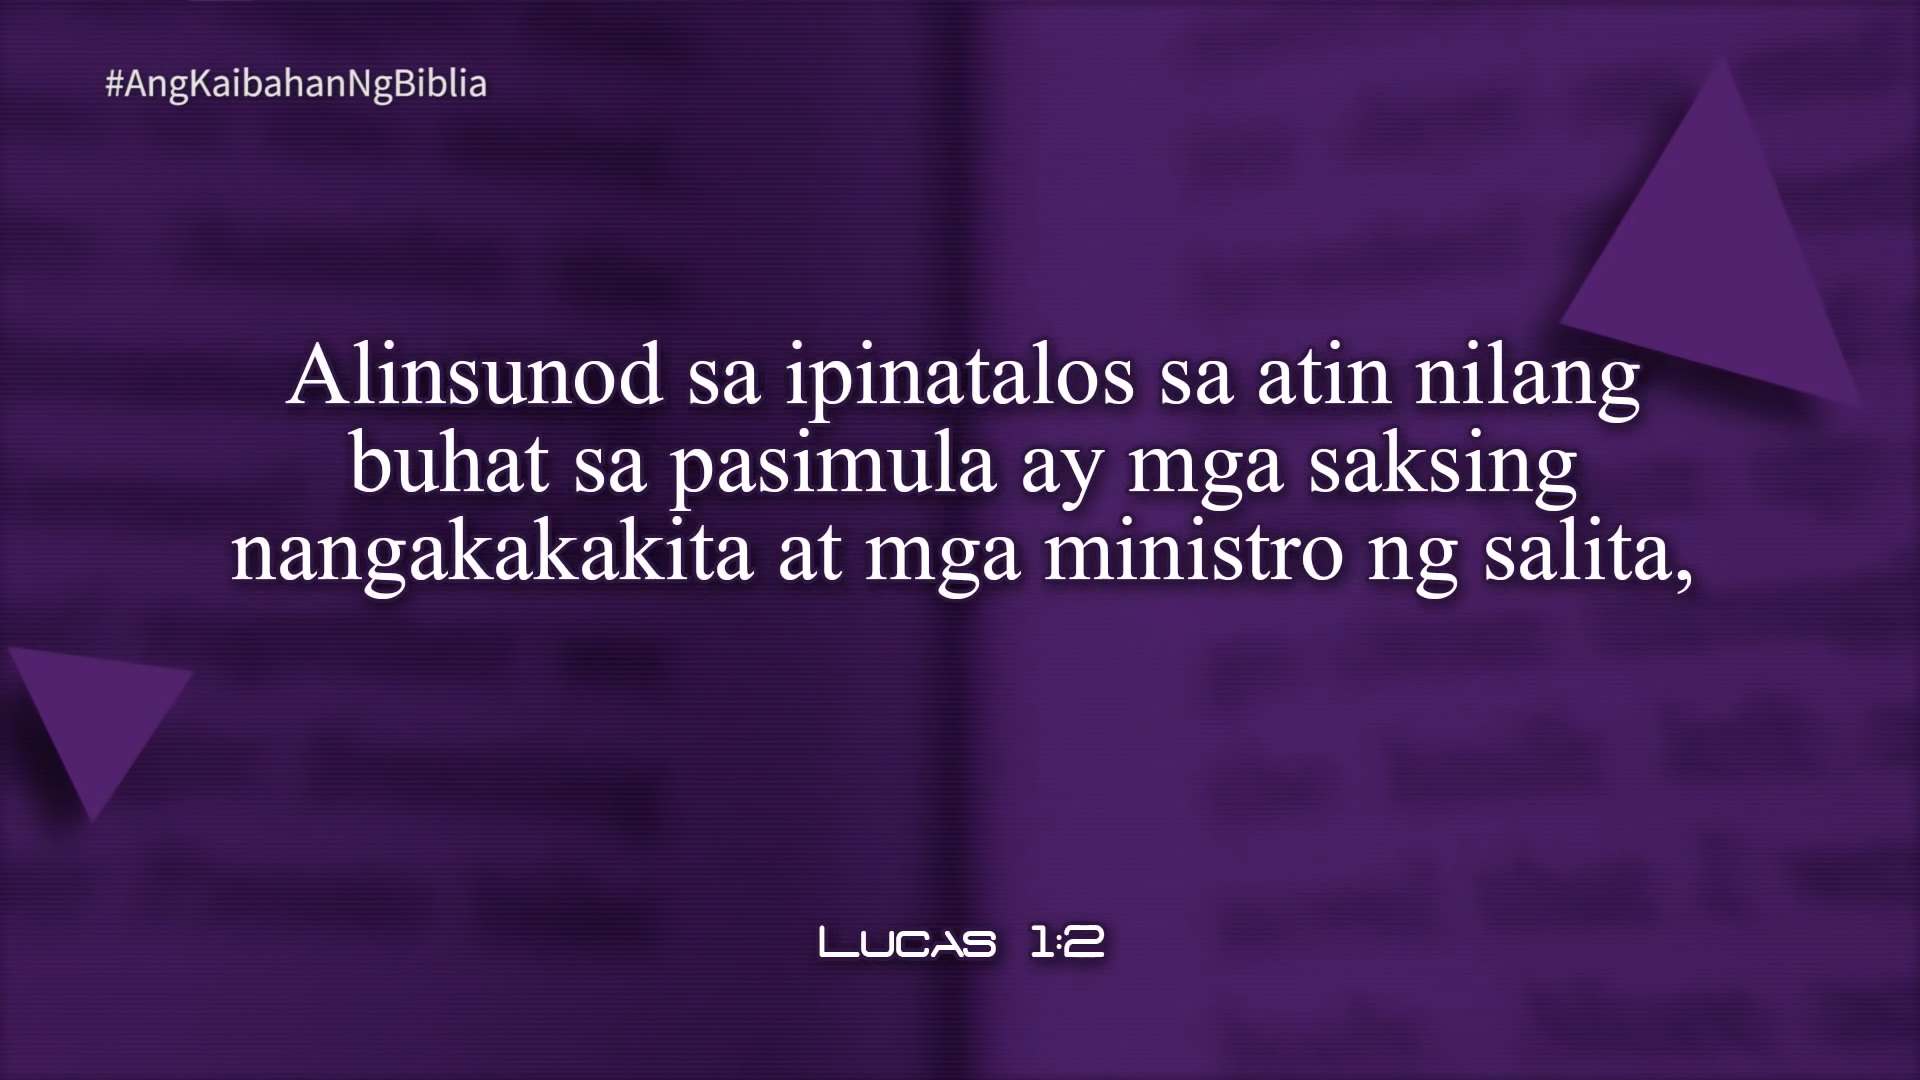 #AngKaibahanNgBiblia
Alinsunod sa ipinatalos sa atin nilang
buhat sa pasimula ay mga saksing
nangakakakita at mga ministro ng salita,
Lucas 1:2